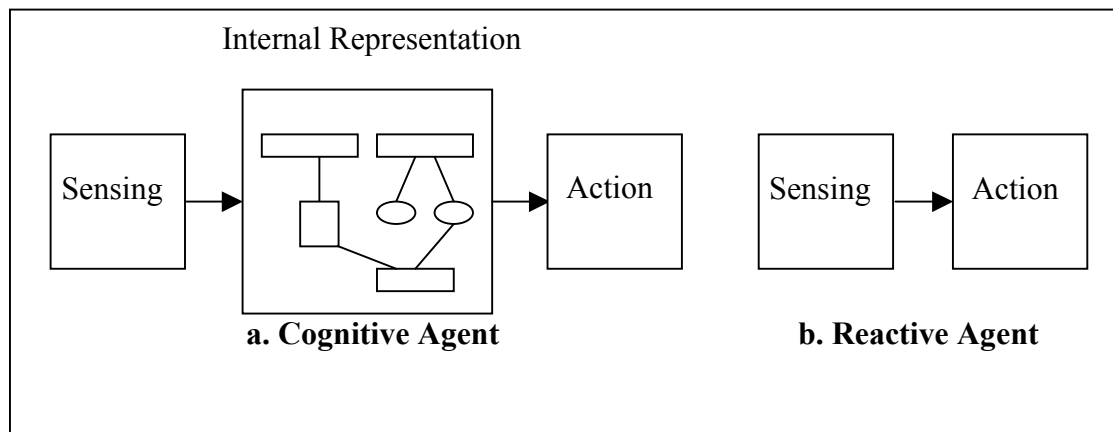 Internal Representation
Sensing
Action
Sensing
Action
a. Cognitive Agent
b. Reactive Agent